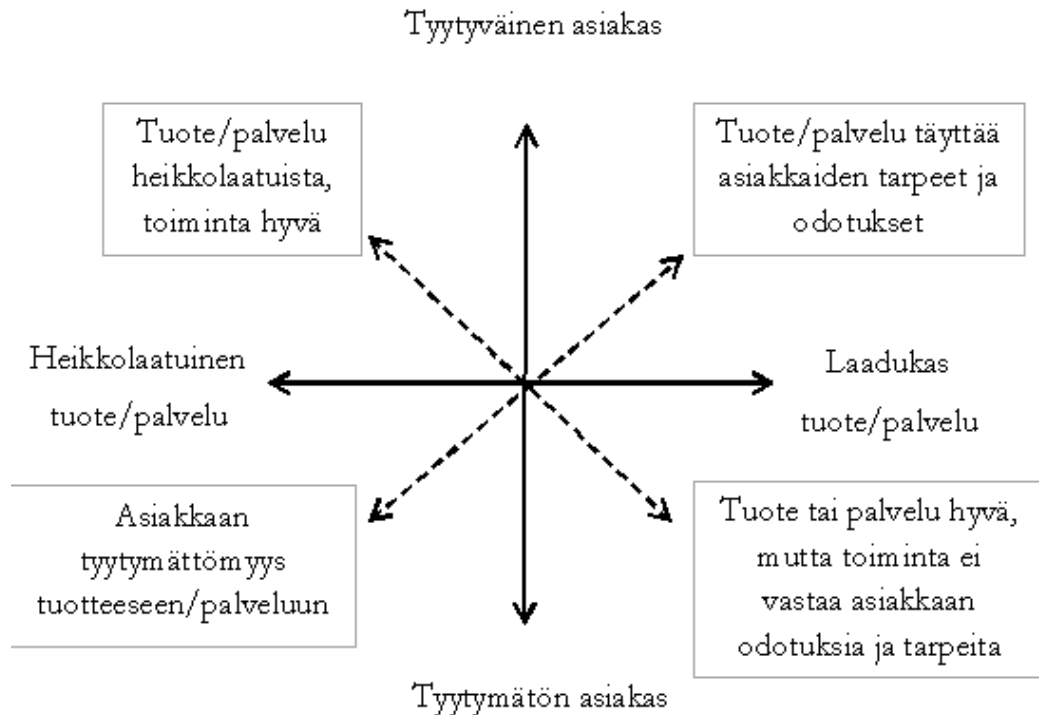 Tyytyväinen asiakas
Tuote/palvelu
heikkolaatuista,
toiminta hyvä
Tuote/palvelu täyttää
asiakkaiden tarpeet ja
odotukset
Heikkolaatuinen
tuote/palvelu
Laadukas
tuote/palvelu
Asiakkaan
tyytymättömyys
tuotteeseen/palveluun
Tuote tai palvelu hyvä,
mutta toiminta ei
vastaa asiakkaan
odotuksia ja tarpeita
Tyytymätön asiakas